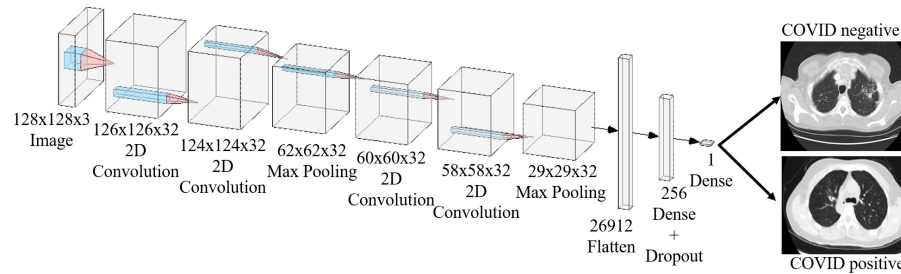 128x128x3
Image
126x126x32
2D
Convolution
124x124x32
2D
Convolution
62x62x32
Max Pooling
60x60x32
2D
Convolution
58x58x32
2D
Convolution
29x29x32
Max Pooling
26912
Flatten
256
Dense
+
Dropout
1
Dense
COVID negative
COVID positive